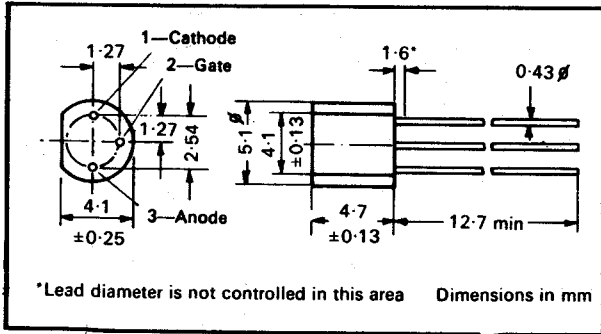 1·27
1—Cathode
2—Gate
1·27
2·54
3—Anode
4·1
±0·25
1·6*
0·43 ø
5·1 ø
4·1
±0·13
4·7
±0·13
12·7 min
*Lead diameter is not controlled in this area
Dimensions in mm